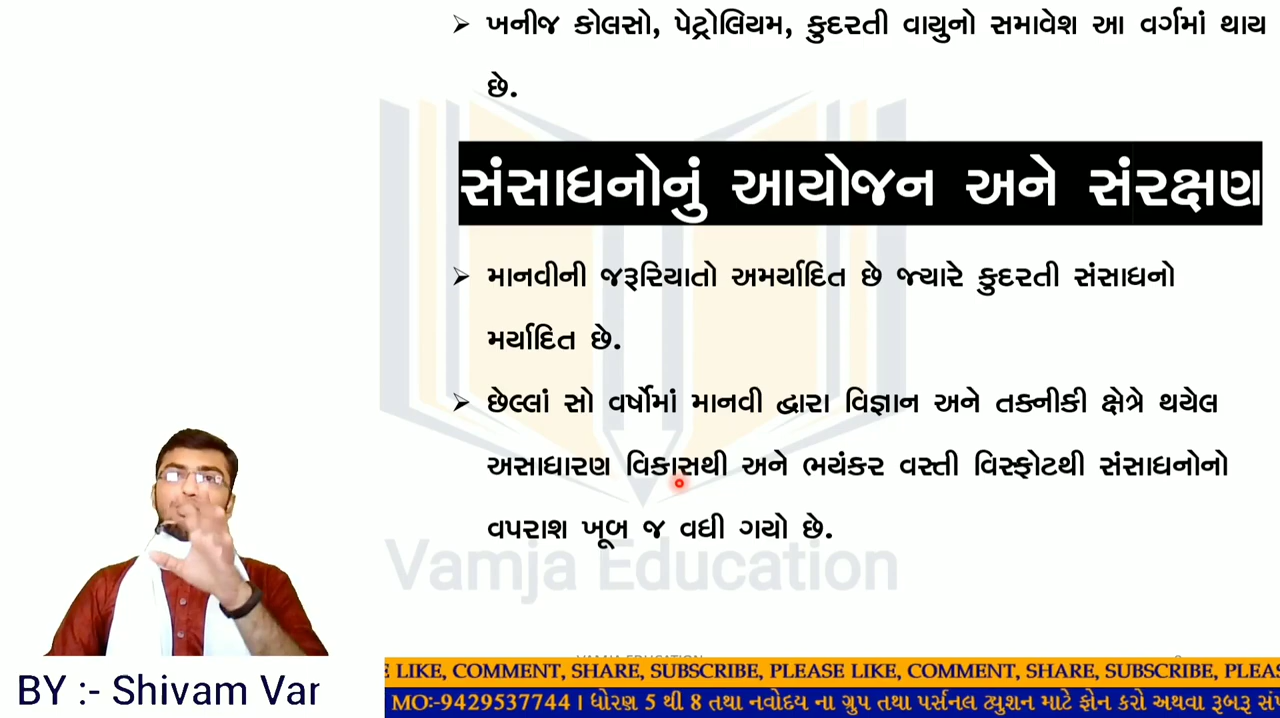 ➢ ખનીજ કોલસો, પેટ્રોલિયમ, કુદરતી વાયુનો સમાવેશ આ વર્ગમાં થાય
છે.
સંસાધનોનું આયોજન અને સંરક્ષણ
➢ માનવીની જરૂરિયાતો અમર્યાદિત છે જ્યારે કુદરતી સંસાધનો
મર્યાદિત છે.
➢ છેલ્લાં સો વર્ષોમાં માનવી દ્વારા વિજ્ઞાન અને તક્નીકી ક્ષેત્રે થયેલ
અસાધારણ વિકાસથી અને ભયંકર વસ્તી વિસ્ફોટથી સંસાધનોનો
વપરાશ ખૂબ જ વધી ગયો છે.
Vamja Education
BY :- Shivam Var
E LIKE, COMMENT, SHARE, SUBSCRIBE, PLEASE LIKE, COMMENT, SHARE, SUBSCRIBE, PLEAS
MO:-9429537744 | ધોરણ 5 થી 8 તથા નવોદય ના ગ્રુપ તથા પર્સનલ ટ્યુશન માટે ફોન કરો અથવા રૂબરૂ સં